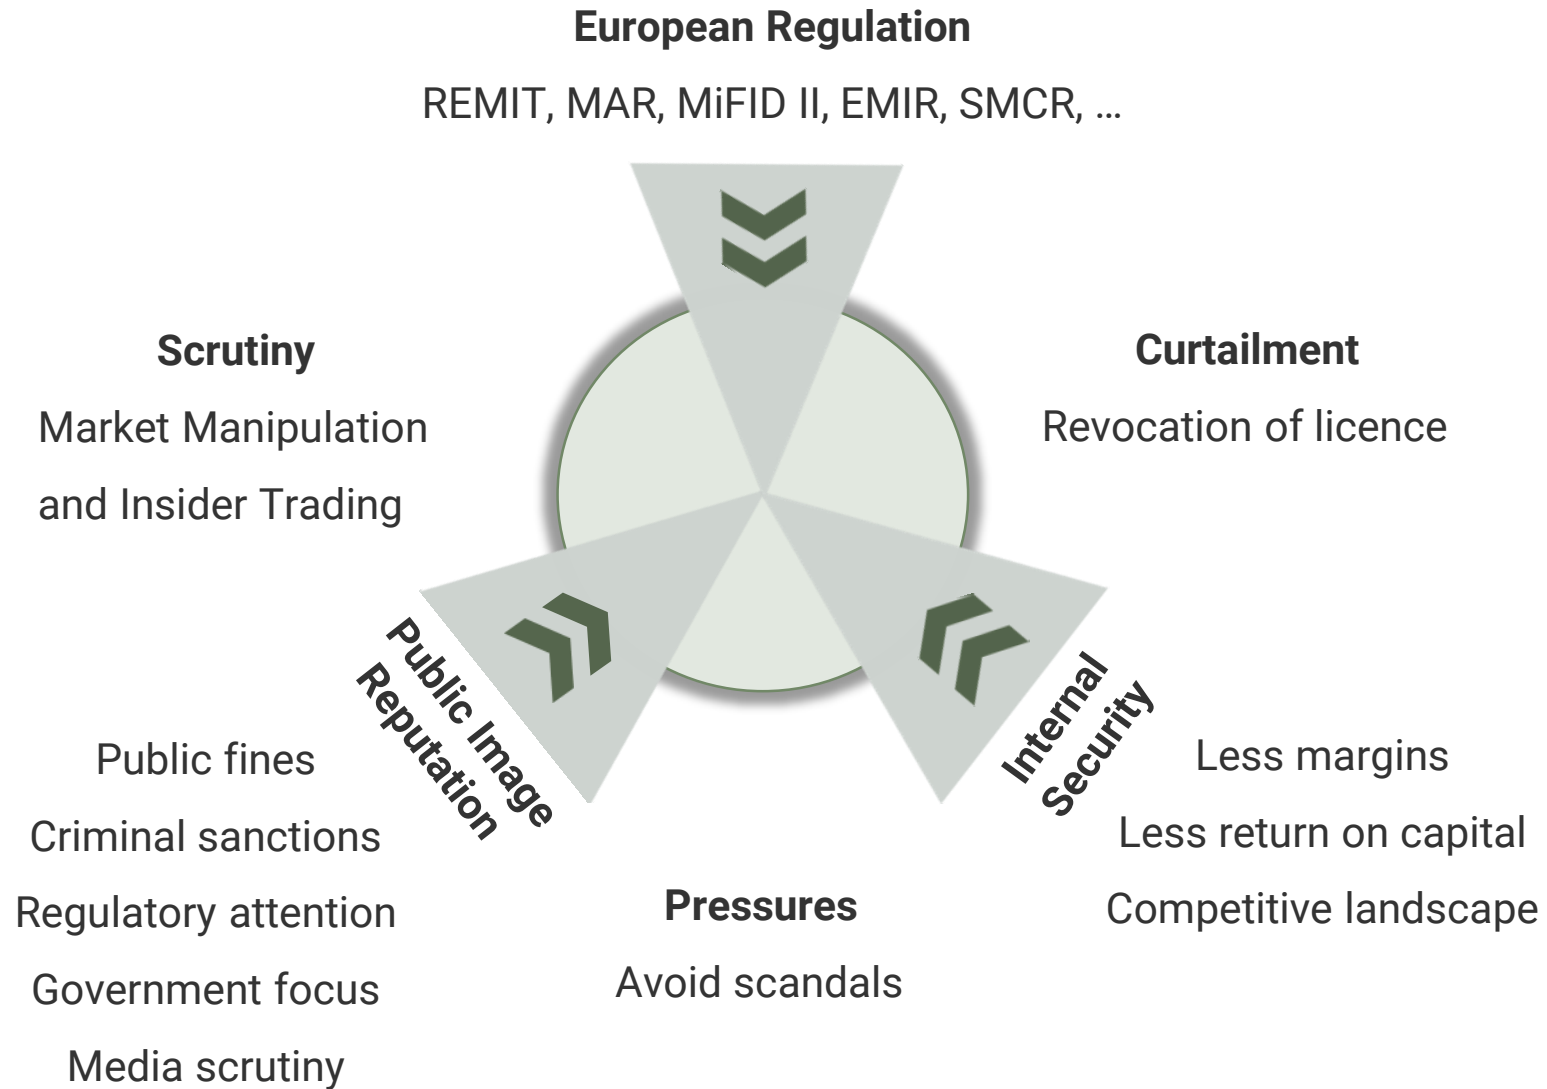 European Regulation
REMIT, MAR, MiFID II, EMIR, SMCR, …
Scrutiny
Market Manipulation
and Insider Trading
Curtailment
Revocation of licence
Public Image
Reputation
Internal
Security
Public fines
Criminal sanctions
Regulatory attention
Government focus
Media scrutiny
Pressures
Avoid scandals
Less margins
Less return on capital
Competitive landscape